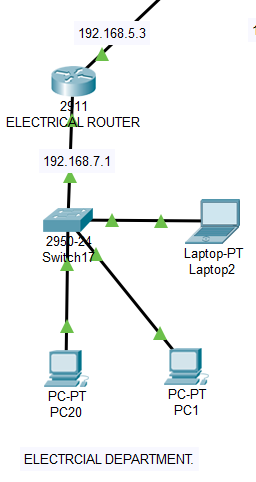 192.168.5.3
2911
ELECTRICAL ROUTER
192.168.7.1
2950-24
Switch17
Laptop-PT
Laptop2
PC-PT
PC20
PC-PT
PC1
ELECTRCIAL DEPARTMENT.